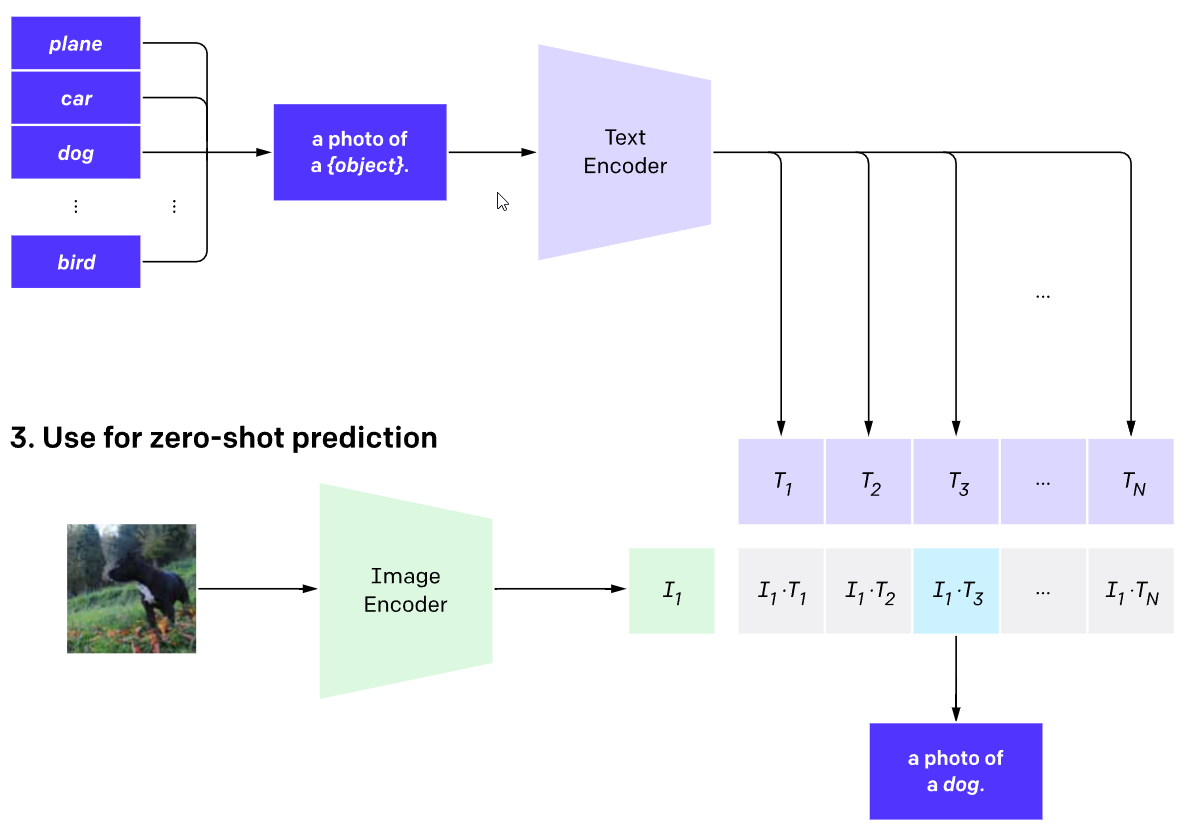 plane
car
dog
⋮ ⋮
bird
a photo of
a {object}.
Text
Encoder
...
3. Use for zero-shot prediction
T1 T2 T3 ... TN
Image
Encoder
I1
I1·T1 I1·T2 I1·T3 ... I1·TN
a photo of
a dog.